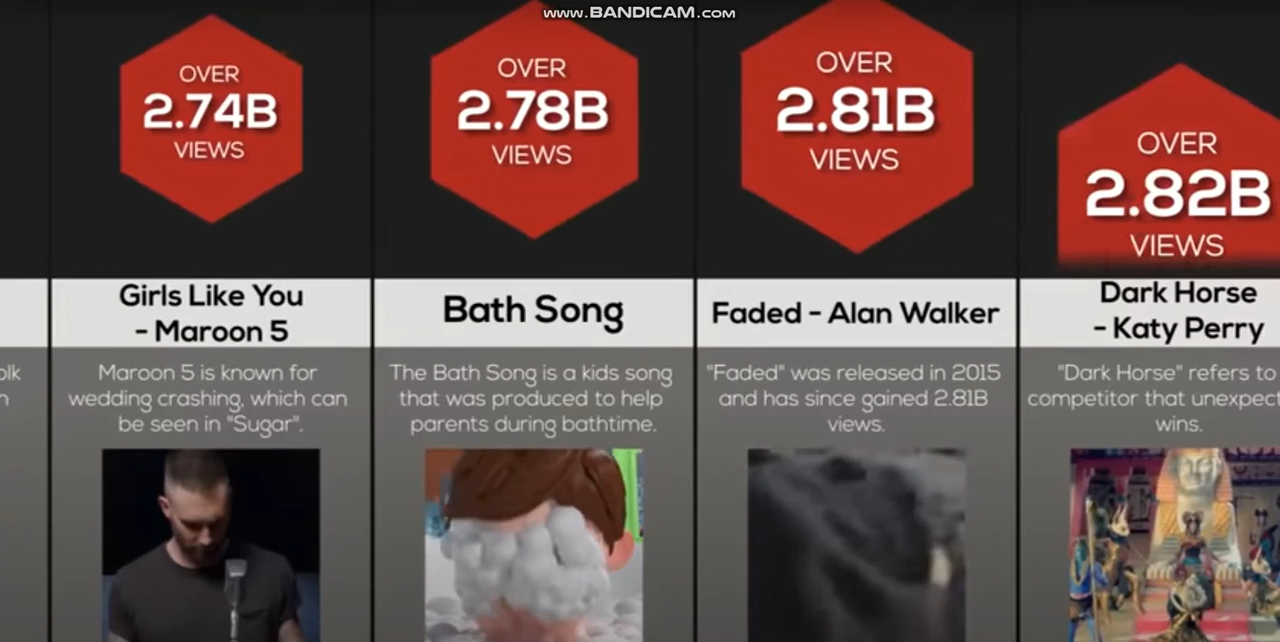 www.BANDICAM.com
OVER
2.74B
VIEWS
OVER
2.78B
VIEWS
OVER
2.81B
VIEWS
OVER
2.82B
VIEWS
Girls Like You
- Maroon 5
Bath Song
Faded - Alan Walker
Dark Horse
- Katy Perry
Maroon 5 is known for
wedding crashing, which can
be seen in "Sugar".
The Bath Song is a kids song
that was produced to help
parents during bathtime.
"Faded" was released in 2015
and has since gained 2.81B
views.
"Dark Horse" refers to
competitor that
wins.